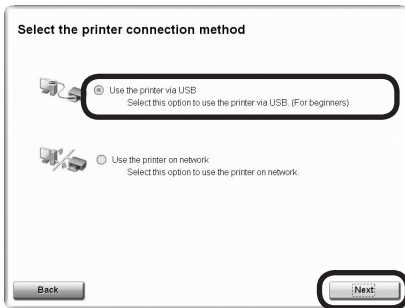 Select the printer connection method
Use the printer via USB
Select this option to use the printer via USB. (For beginners)
Use the printer on network
Select this option to use the printer on network.
Back
Next